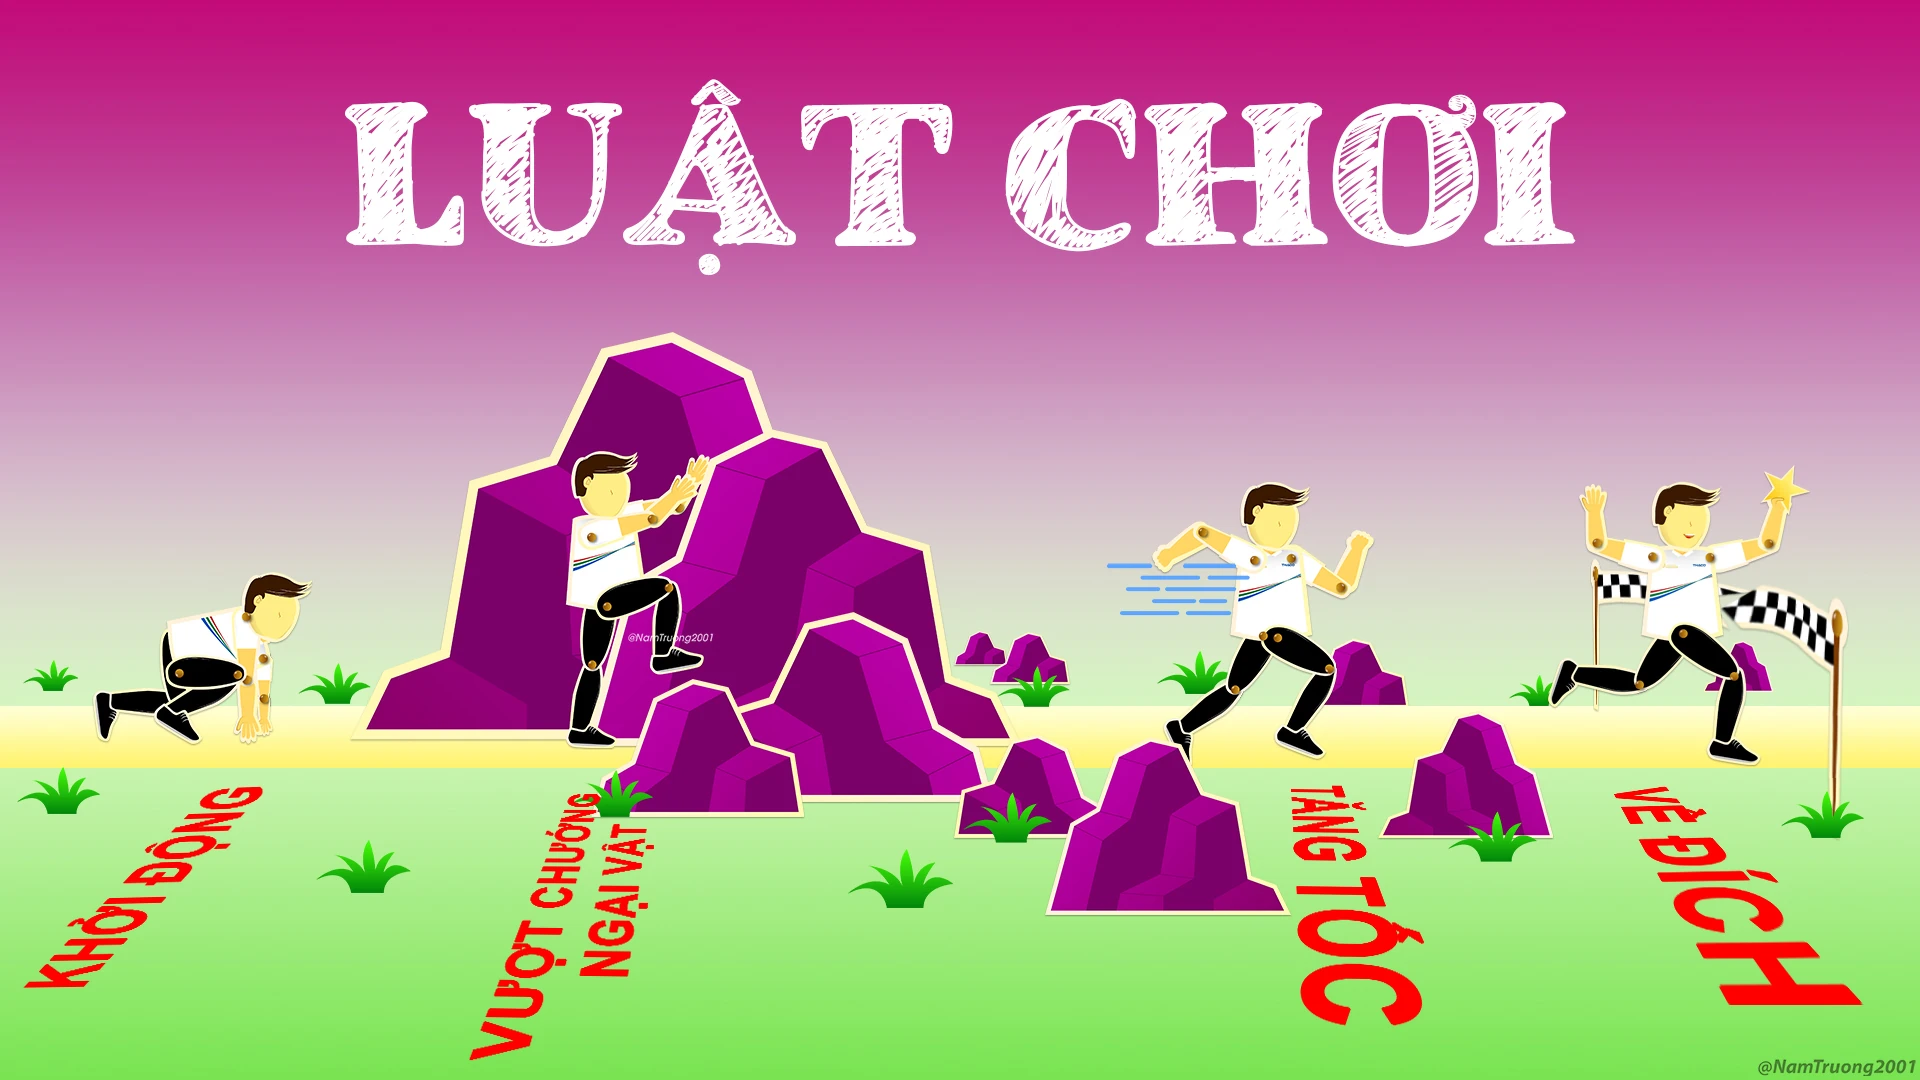 LUẬT CHƠI
@NamTruong2001
KHỞI ĐỘNG
VƯỢT CHƯỚNG
NGẠI VẬT
TĂNG TỐC
VỀ ĐÍCH
@NamTruong2001